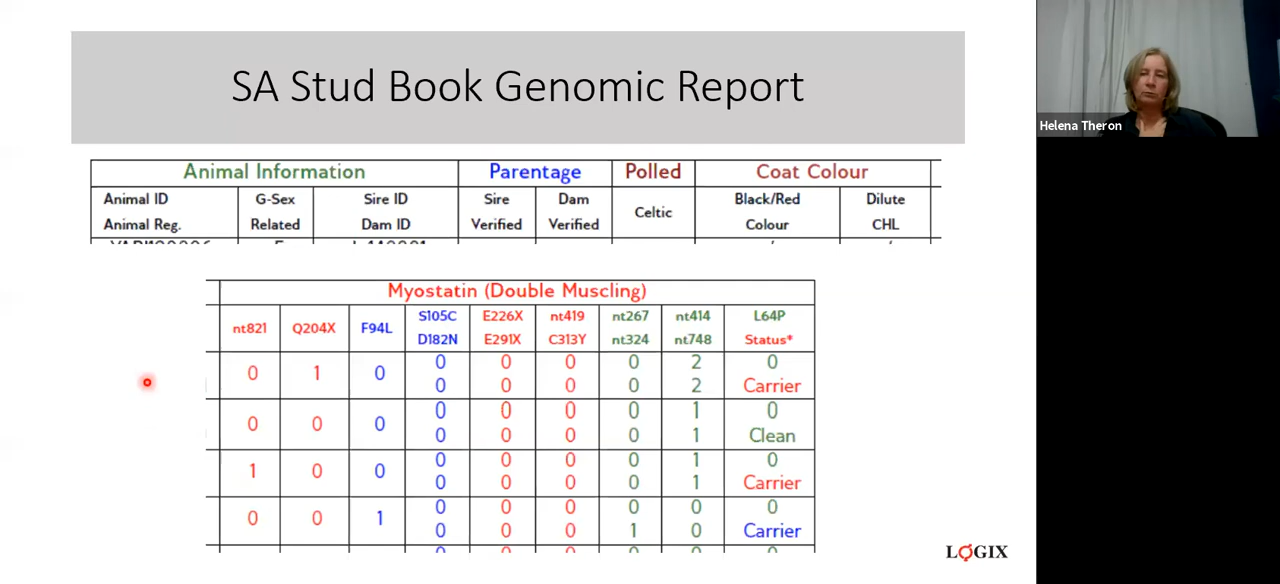 SA Stud Book Genomic Report
Helena Theron
Animal Information Parentage Polled Coat Colour
Animal ID G-Sex Sire ID Sire Dam Celtic Black/Red Dilute
Animal Reg. Related Dam ID Verified Verified Colour CHL
Myostatin (Double Muscling)
nt821 Q204X F94L S105C E226X nt419 nt267 nt414 L64P
D182N E291X C313Y nt324 nt748 Status*
0 1 0 0 0 0 0 2 0
0 0 0 0 2 Carrier
0 0 0 0 0 0 0 1 0
0 0 0 0 1 Clean
1 0 0 0 0 0 0 1 0
0 0 0 0 1 Carrier
0 0 1 0 0 0 0 0 0
0 0 0 1 0 Carrier
LOGIX